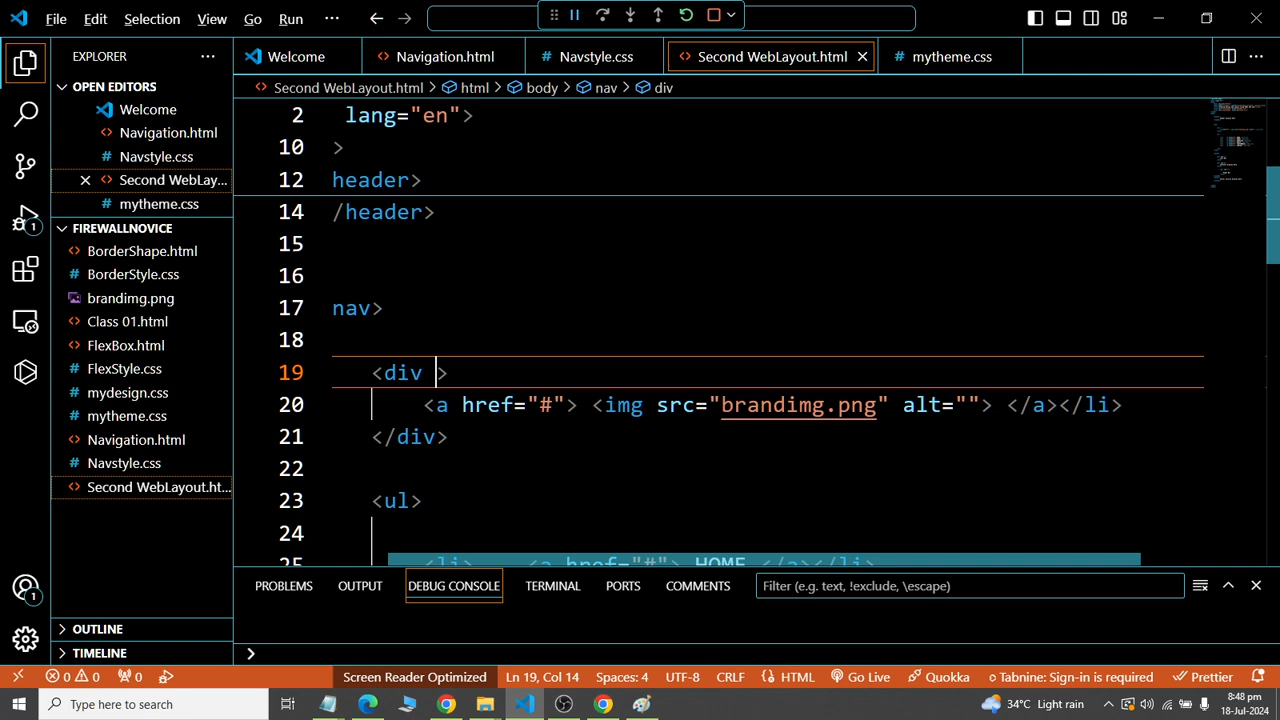 File Edit Selection View Go Run ···
EXPLORER ···
OPEN EDITORS
Welcome
<> Navigation.html
# Navstyle.css
<> Second WebLay...
# mytheme.css
FIREWALLNOVICE
<> BorderShape.html
# BorderStyle.css
brandimg.png
<> Class 01.html
<> FlexBox.html
# FlexStyle.css
# mydesign.css
# mytheme.css
<> Navigation.html
# Navstyle.css
<> Second WebLayout.ht...
OUTLINE
TIMELINE
1
1
Welcome <> Navigation.html # Navstyle.css <> Second WebLayout.html # mytheme.css ···
<> Second WebLayout.html > html > body > nav > div
2 lang="en">
10 >
12 header>
14 /header>
15
16
17 nav>
18
19 <div >
20 <a href="#"> <img src="brandimg.png" alt=""> </a></li>
21 </div>
22
23 <ul>
24
25 <li> <a href="#"> HOME </a></li>
PROBLEMS OUTPUT DEBUG CONSOLE TERMINAL PORTS COMMENTS Filter (e.g. text, !exclude, \escape)
>
0 0 0 Screen Reader Optimized Ln 19, Col 14 Spaces: 4 UTF-8 CRLF {} HTML Go Live Quokka Tabnine: Sign-in is required Prettier
Type here to search 34°C Light rain 8:48 pm
18-Jul-2024